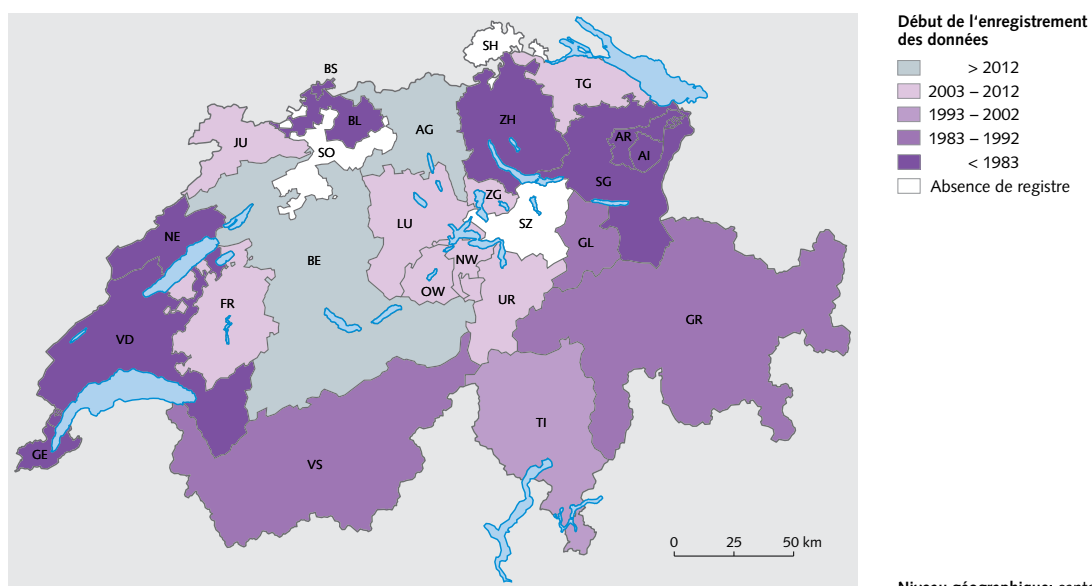 Début de l'enregistrement
des données
> 2012
2003 – 2012
1993 – 2002
1983 – 1992
< 1983
Absence de registre
SH
BS
TG
BL
ZH
AG
JU
SO
AR
AI
SG
ZG
LU
SZ
NE
GL
BE
NW
OW
UR
FR
GR
VD
TI
GE
VS
0 25 50 km